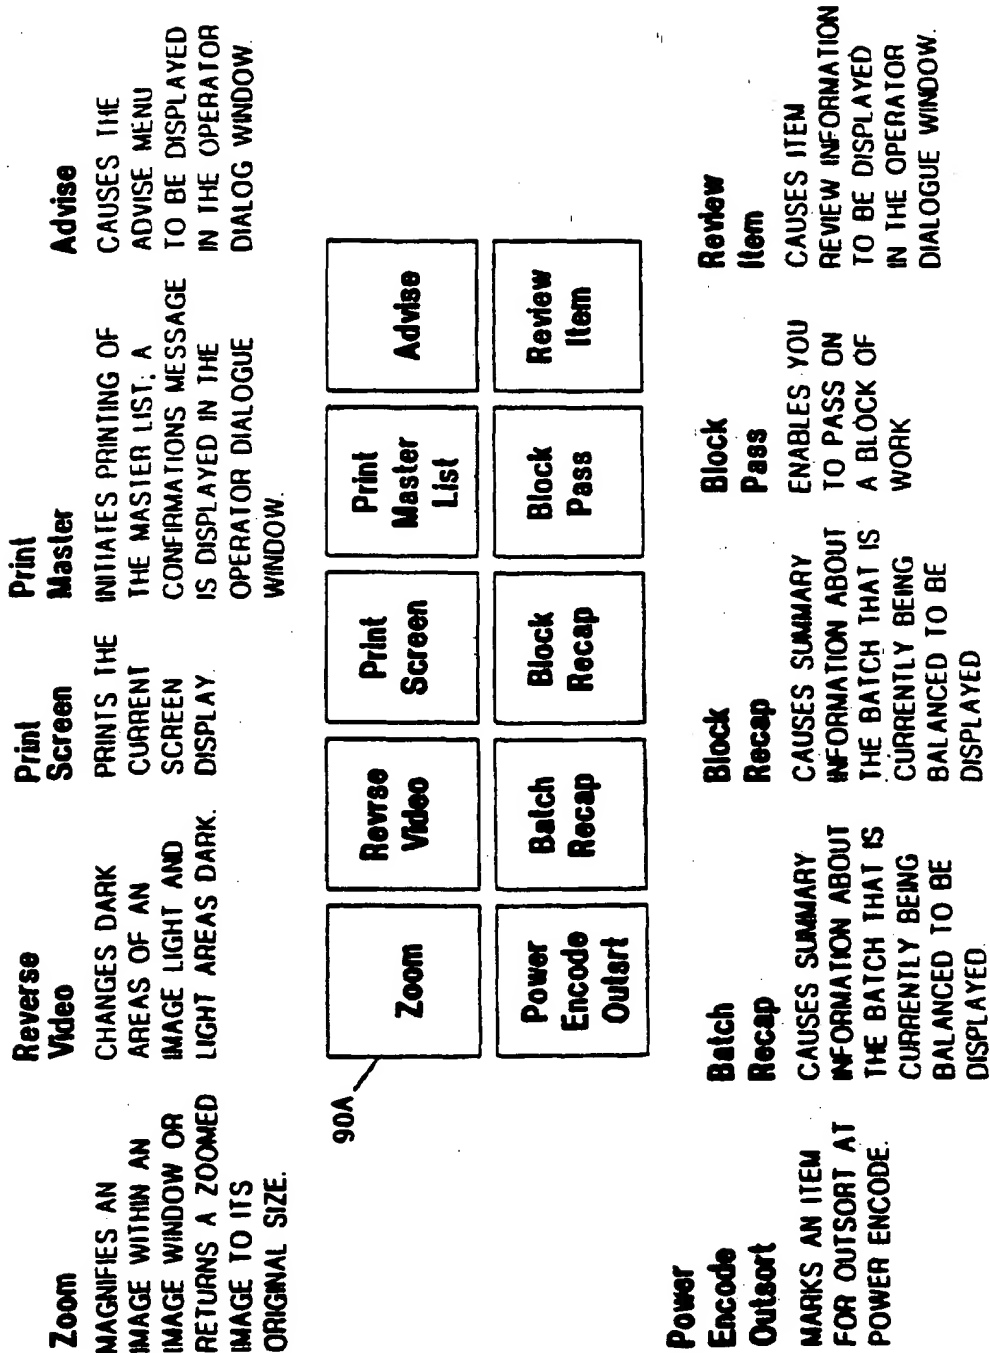 Zoom
MAGNIFIES AN
IMAGE WITHIN AN
IMAGE WINDOW OR
RETURNS A ZOOMED
IMAGE TO ITS
ORIGINAL SIZE.
Reverse
Video
CHANGES DARK
AREAS OF AN
IMAGE LIGHT AND
LIGHT AREAS DARK.
Print
Screen
PRINTS THE
CURRENT
SCREEN
DISPLAY.
Print
Master
INITIATES PRINTING OF
THE MASTER LIST; A
CONFIRMATIONS MESSAGE
IS DISPLAYED IN THE
OPERATOR DIALOGUE
WINDOW.
Advise
CAUSES THE
ADVISE MENU
TO BE DISPLAYED
IN THE OPERATOR
DIALOG WINDOW.
90A
Zoom
Revrse
Video
Print
Screen
Print
Master
List
Advise
Power
Encode
Outsrt
Batch
Recap
Block
Recap
Block
Pass
Review
Item
Power
Encode
Outsort
MARKS AN ITEM
FOR OUTSORT AT
POWER ENCODE.
Batch
Recap
CAUSES SUMMARY
INFORMATION ABOUT
THE BATCH THAT IS
CURRENTLY BEING
BALANCED TO BE
DISPLAYED.
Block
Recap
CAUSES SUMMARY
INFORMATION ABOUT
THE BATCH THAT IS
CURRENTLY BEING
BALANCED TO BE
DISPLAYED
Block
Pass
ENABLES YOU
TO PASS ON
A BLOCK OF
WORK
Review
Item
CAUSES ITEM
REVIEW INFORMATION
TO BE DISPLAYED
IN THE OPERATOR
DIALOGUE WINDOW.